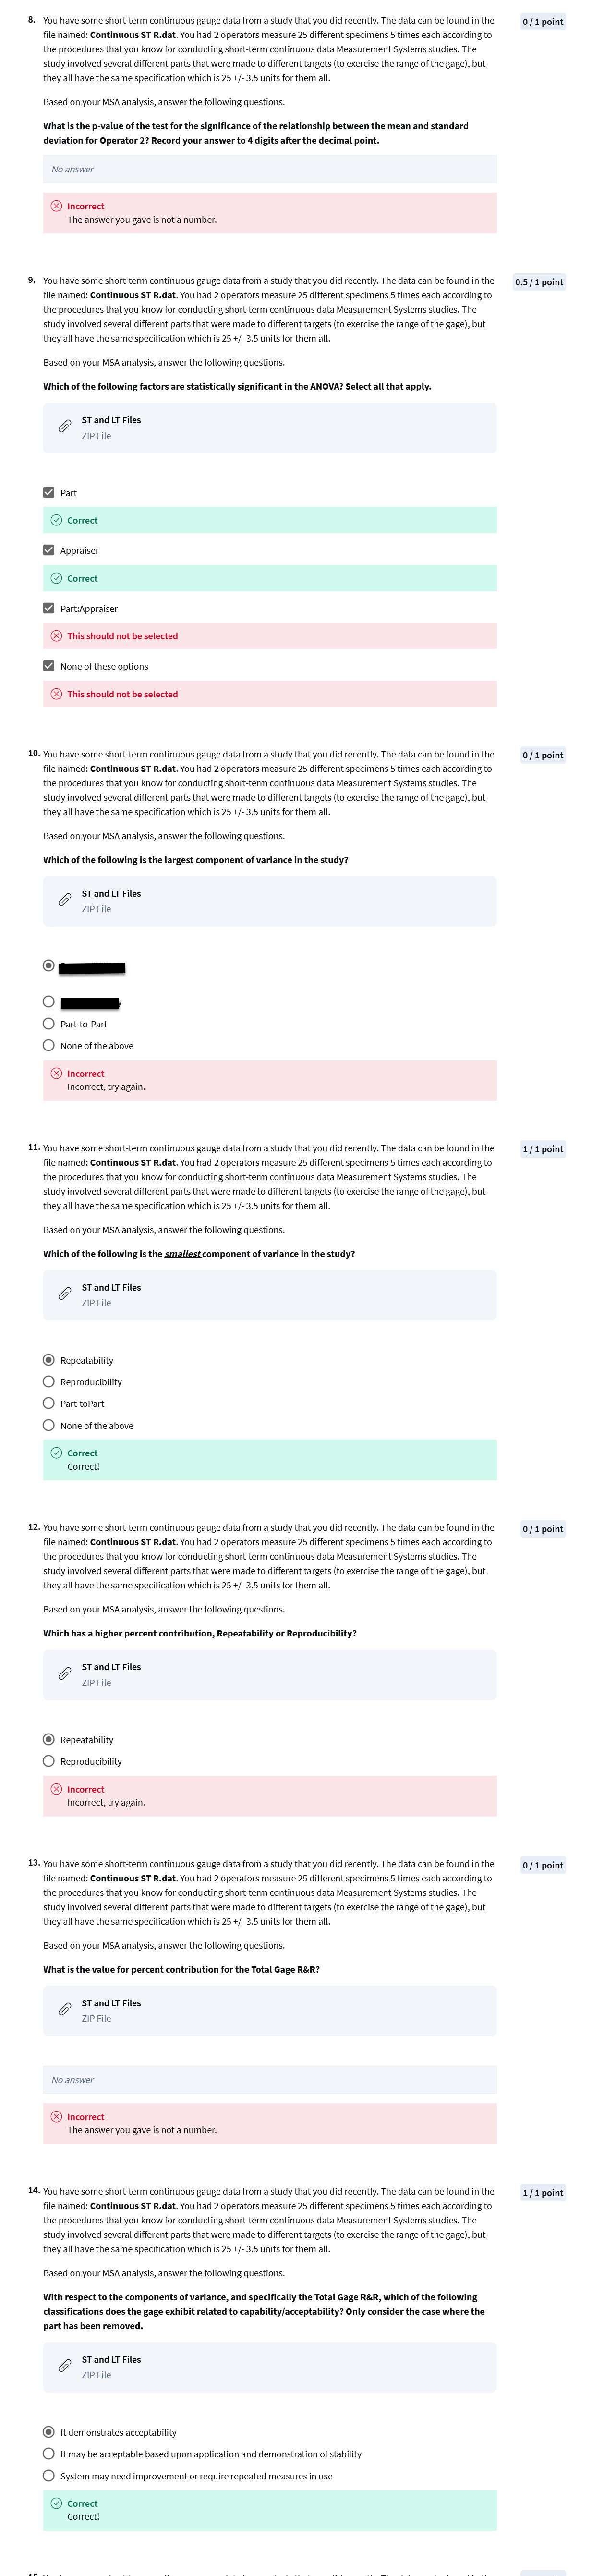 8. You have some short-term continuous gauge data from a study that you did recently. The data can be found in the
0 / 1 point
file named: Continuous ST R.dat. You had 2 operators measure 25 different specimens 5 times each according to
the procedures that you know for conducting short-term continuous data Measurement Systems studies. The
study involved several different parts that were made to different targets (to exercise the range of the gage), but
they all have the same specification which is 25 +/- 3.5 units for them all.
Based on your MSA analysis, answer the following questions.
What is the p-value of the test for the significance of the relationship between the mean and standard
deviation for Operator 2? Record your answer to 4 digits after the decimal point.
No answer
Incorrect
The answer you gave is not a number.
9. You have some short-term continuous gauge data from a study that you did recently. The data can be found in the
0.5 / 1 point
file named: Continuous ST R.dat. You had 2 operators measure 25 different specimens 5 times each according to
the procedures that you know for conducting short-term continuous data Measurement Systems studies. The
study involved several different parts that were made to different targets (to exercise the range of the gage), but
they all have the same specification which is 25 +/- 3.5 units for them all.
Based on your MSA analysis, answer the following questions.
Which of the following factors are statistically significant in the ANOVA? Select all that apply.
ST and LT Files
ZIP File
Part
Correct
Appraiser
Correct
Part:Appraiser
This should not be selected
None of these options
This should not be selected
10. You have some short-term continuous gauge data from a study that you did recently. The data can be found in the
0 / 1 point
file named: Continuous ST R.dat. You had 2 operators measure 25 different specimens 5 times each according to
the procedures that you know for conducting short-term continuous data Measurement Systems studies. The
study involved several different parts that were made to different targets (to exercise the range of the gage), but
they all have the same specification which is 25 +/- 3.5 units for them all.
Based on your MSA analysis, answer the following questions.
Which of the following is the largest component of variance in the study?
ST and LT Files
ZIP File
Part-to-Part
None of the above
Incorrect
Incorrect, try again.
11. You have some short-term continuous gauge data from a study that you did recently. The data can be found in the
1 / 1 point
file named: Continuous ST R.dat. You had 2 operators measure 25 different specimens 5 times each according to
the procedures that you know for conducting short-term continuous data Measurement Systems studies. The
study involved several different parts that were made to different targets (to exercise the range of the gage), but
they all have the same specification which is 25 +/- 3.5 units for them all.
Based on your MSA analysis, answer the following questions.
Which of the following is the smallest component of variance in the study?
ST and LT Files
ZIP File
Repeatability
Reproducibility
Part-toPart
None of the above
Correct
Correct!
12. You have some short-term continuous gauge data from a study that you did recently. The data can be found in the
0 / 1 point
file named: Continuous ST R.dat. You had 2 operators measure 25 different specimens 5 times each according to
the procedures that you know for conducting short-term continuous data Measurement Systems studies. The
study involved several different parts that were made to different targets (to exercise the range of the gage), but
they all have the same specification which is 25 +/- 3.5 units for them all.
Based on your MSA analysis, answer the following questions.
Which has a higher percent contribution, Repeatability or Reproducibility?
ST and LT Files
ZIP File
Repeatability
Reproducibility
Incorrect
Incorrect, try again.
13. You have some short-term continuous gauge data from a study that you did recently. The data can be found in the
0 / 1 point
file named: Continuous ST R.dat. You had 2 operators measure 25 different specimens 5 times each according to
the procedures that you know for conducting short-term continuous data Measurement Systems studies. The
study involved several different parts that were made to different targets (to exercise the range of the gage), but
they all have the same specification which is 25 +/- 3.5 units for them all.
Based on your MSA analysis, answer the following questions.
What is the value for percent contribution for the Total Gage R&R?
ST and LT Files
ZIP File
No answer
Incorrect
The answer you gave is not a number.
14. You have some short-term continuous gauge data from a study that you did recently. The data can be found in the
1 / 1 point
file named: Continuous ST R.dat. You had 2 operators measure 25 different specimens 5 times each according to
the procedures that you know for conducting short-term continuous data Measurement Systems studies. The
study involved several different parts that were made to different targets (to exercise the range of the gage), but
they all have the same specification which is 25 +/- 3.5 units for them all.
Based on your MSA analysis, answer the following questions.
With respect to the components of variance, and specifically the Total Gage R&R, which of the following
classifications does the gage exhibit related to capability/acceptability? Only consider the case where the
part has been removed.
ST and LT Files
ZIP File
It demonstrates acceptability
It may be acceptable based upon application and demonstration of stability
System may need improvement or require repeated measures in use
Correct
Correct!